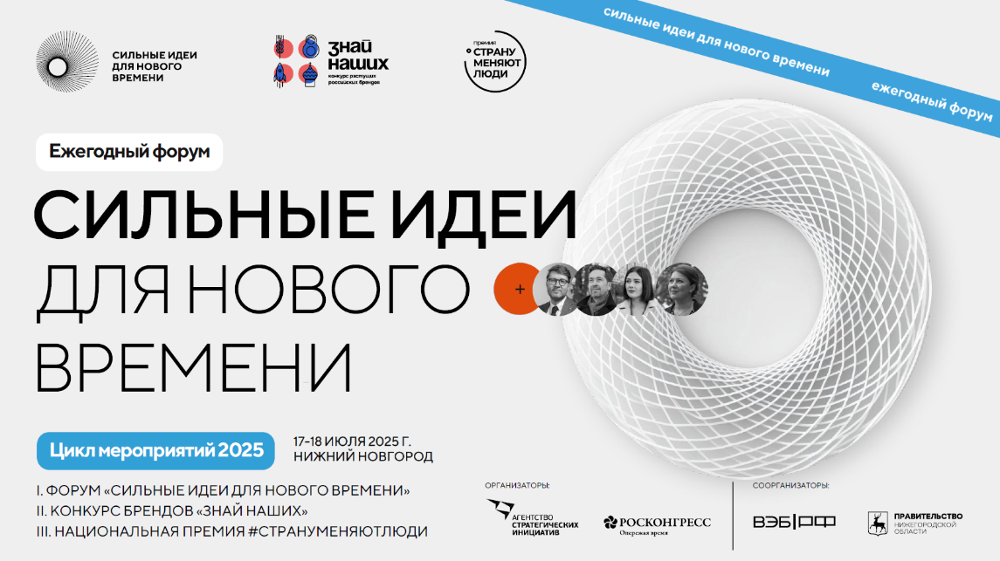 СИЛЬНЫЕ ИДЕИ
ДЛЯ НОВОГО
ВРЕМЕНИ
знай
наших
конкурс растущих
российских брендов
премия
СТРАНУ
МЕНЯЮТ
ЛЮДИ
сильные идеи для нового времени
ежегодный форум
Ежегодный форум
СИЛЬНЫЕ ИДЕИ
ДЛЯ НОВОГО
+
ВРЕМЕНИ
Цикл мероприятий 2025
17-18 ИЮЛЯ 2025 Г.
НИЖНИЙ НОВГОРОД
I. ФОРУМ «СИЛЬНЫЕ ИДЕИ ДЛЯ НОВОГО ВРЕМЕНИ»
II. КОНКУРС БРЕНДОВ «ЗНАЙ НАШИХ»
III. НАЦИОНАЛЬНАЯ ПРЕМИЯ #СТРАНУМЕНЯЮТЛЮДИ
ОРГАНИЗАТОРЫ:
АГЕНТСТВО
СТРАТЕГИЧЕСКИХ
ИНИЦИАТИВ
РОСКОНГРЕСС
Опережая время
СООРГАНИЗАТОРЫ:
ВЭБ|РФ
ПРАВИТЕЛЬСТВО
НИЖЕГОРОДСКОЙ
ОБЛАСТИ